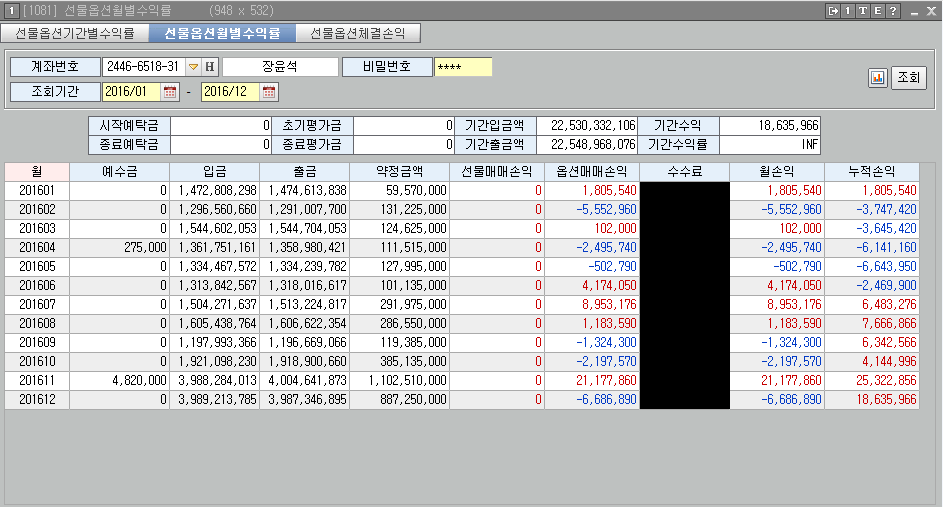 1 [1081] 선물옵션월별수익률 (948 x 532) 1 T E ?
선물옵션기간별수익률 선물옵션월별수익률 선물옵션체결손익
계좌번호 2446-6518-31 H 장윤석 비밀번호 ****
조회기간 2016/01 - 2016/12 조회
시작예탁금 0 초기평가금 0 기간입금액 22,530,332,106 기간수익 18,635,966
종료예탁금 0 종료평가금 0 기간출금액 22,548,968,076 기간수익률 INF
월 예수금 입금 출금 약정금액 선물매매손익 옵션매매손익 수수료 월손익 누적손익
201601 0 1,472,808,298 1,474,613,838 59,570,000 0 1,805,540 1,805,540 1,805,540
201602 0 1,296,560,660 1,291,007,700 131,225,000 0 -5,552,960 -5,552,960 -3,747,420
201603 0 1,544,602,053 1,544,704,053 124,625,000 0 102,000 102,000 -3,645,420
201604 275,000 1,361,751,161 1,358,980,421 111,515,000 0 -2,495,740 -2,495,740 -6,141,160
201605 0 1,334,467,572 1,334,239,782 127,995,000 0 -502,790 -502,790 -6,643,950
201606 0 1,313,842,567 1,318,016,617 101,135,000 0 4,174,050 4,174,050 -2,469,900
201607 0 1,504,271,637 1,513,224,817 291,975,000 0 8,953,176 8,953,176 6,483,276
201608 0 1,605,438,764 1,606,622,354 286,550,000 0 1,183,590 1,183,590 7,666,866
201609 0 1,197,993,366 1,196,669,066 119,385,000 0 -1,324,300 -1,324,300 6,342,566
201610 0 1,921,098,230 1,918,900,660 385,135,000 0 -2,197,570 -2,197,570 4,144,996
201611 4,820,000 3,988,284,013 4,004,641,873 1,102,510,000 0 21,177,860 21,177,860 25,322,856
201612 0 3,989,213,785 3,987,346,895 887,250,000 0 -6,686,890 -6,686,890 18,635,966